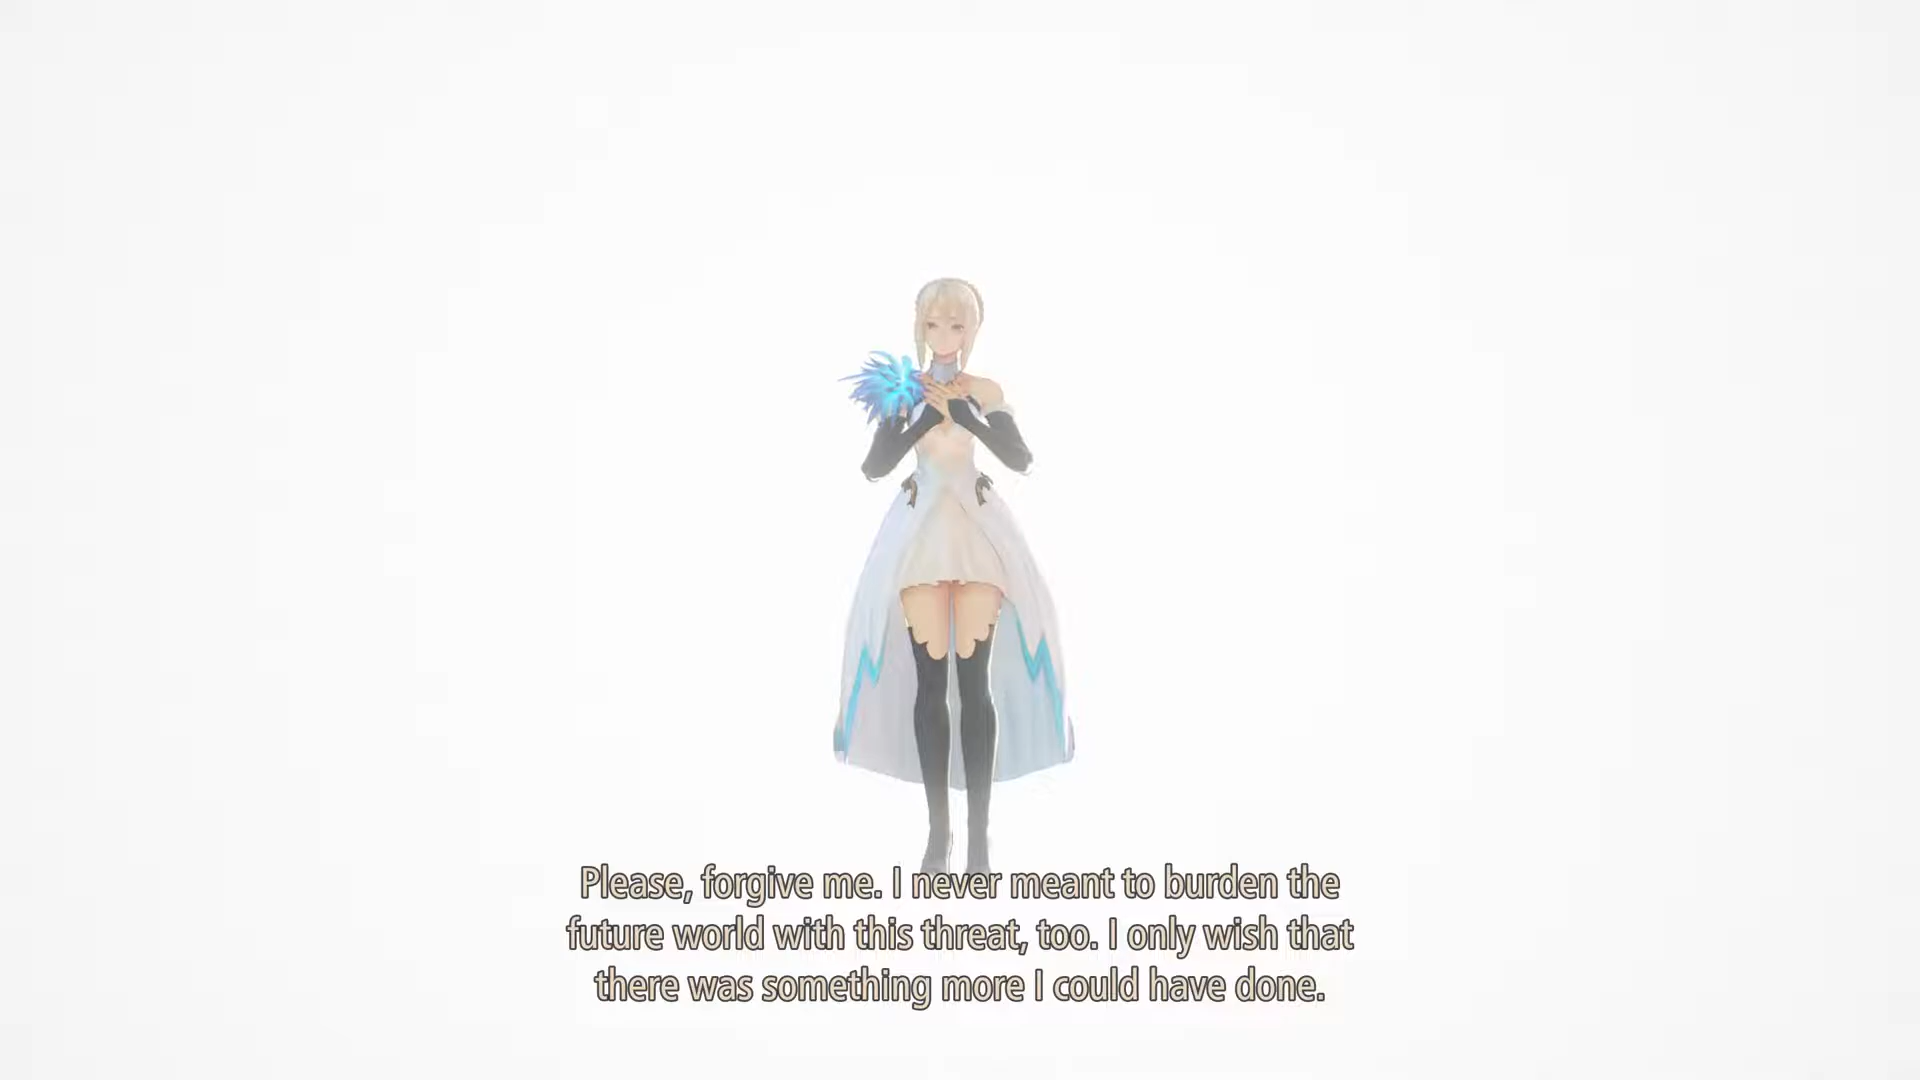 Please, forgive me. I never meant to burden the
future world with this threat, too. I only wish that
there was something more I could have done.